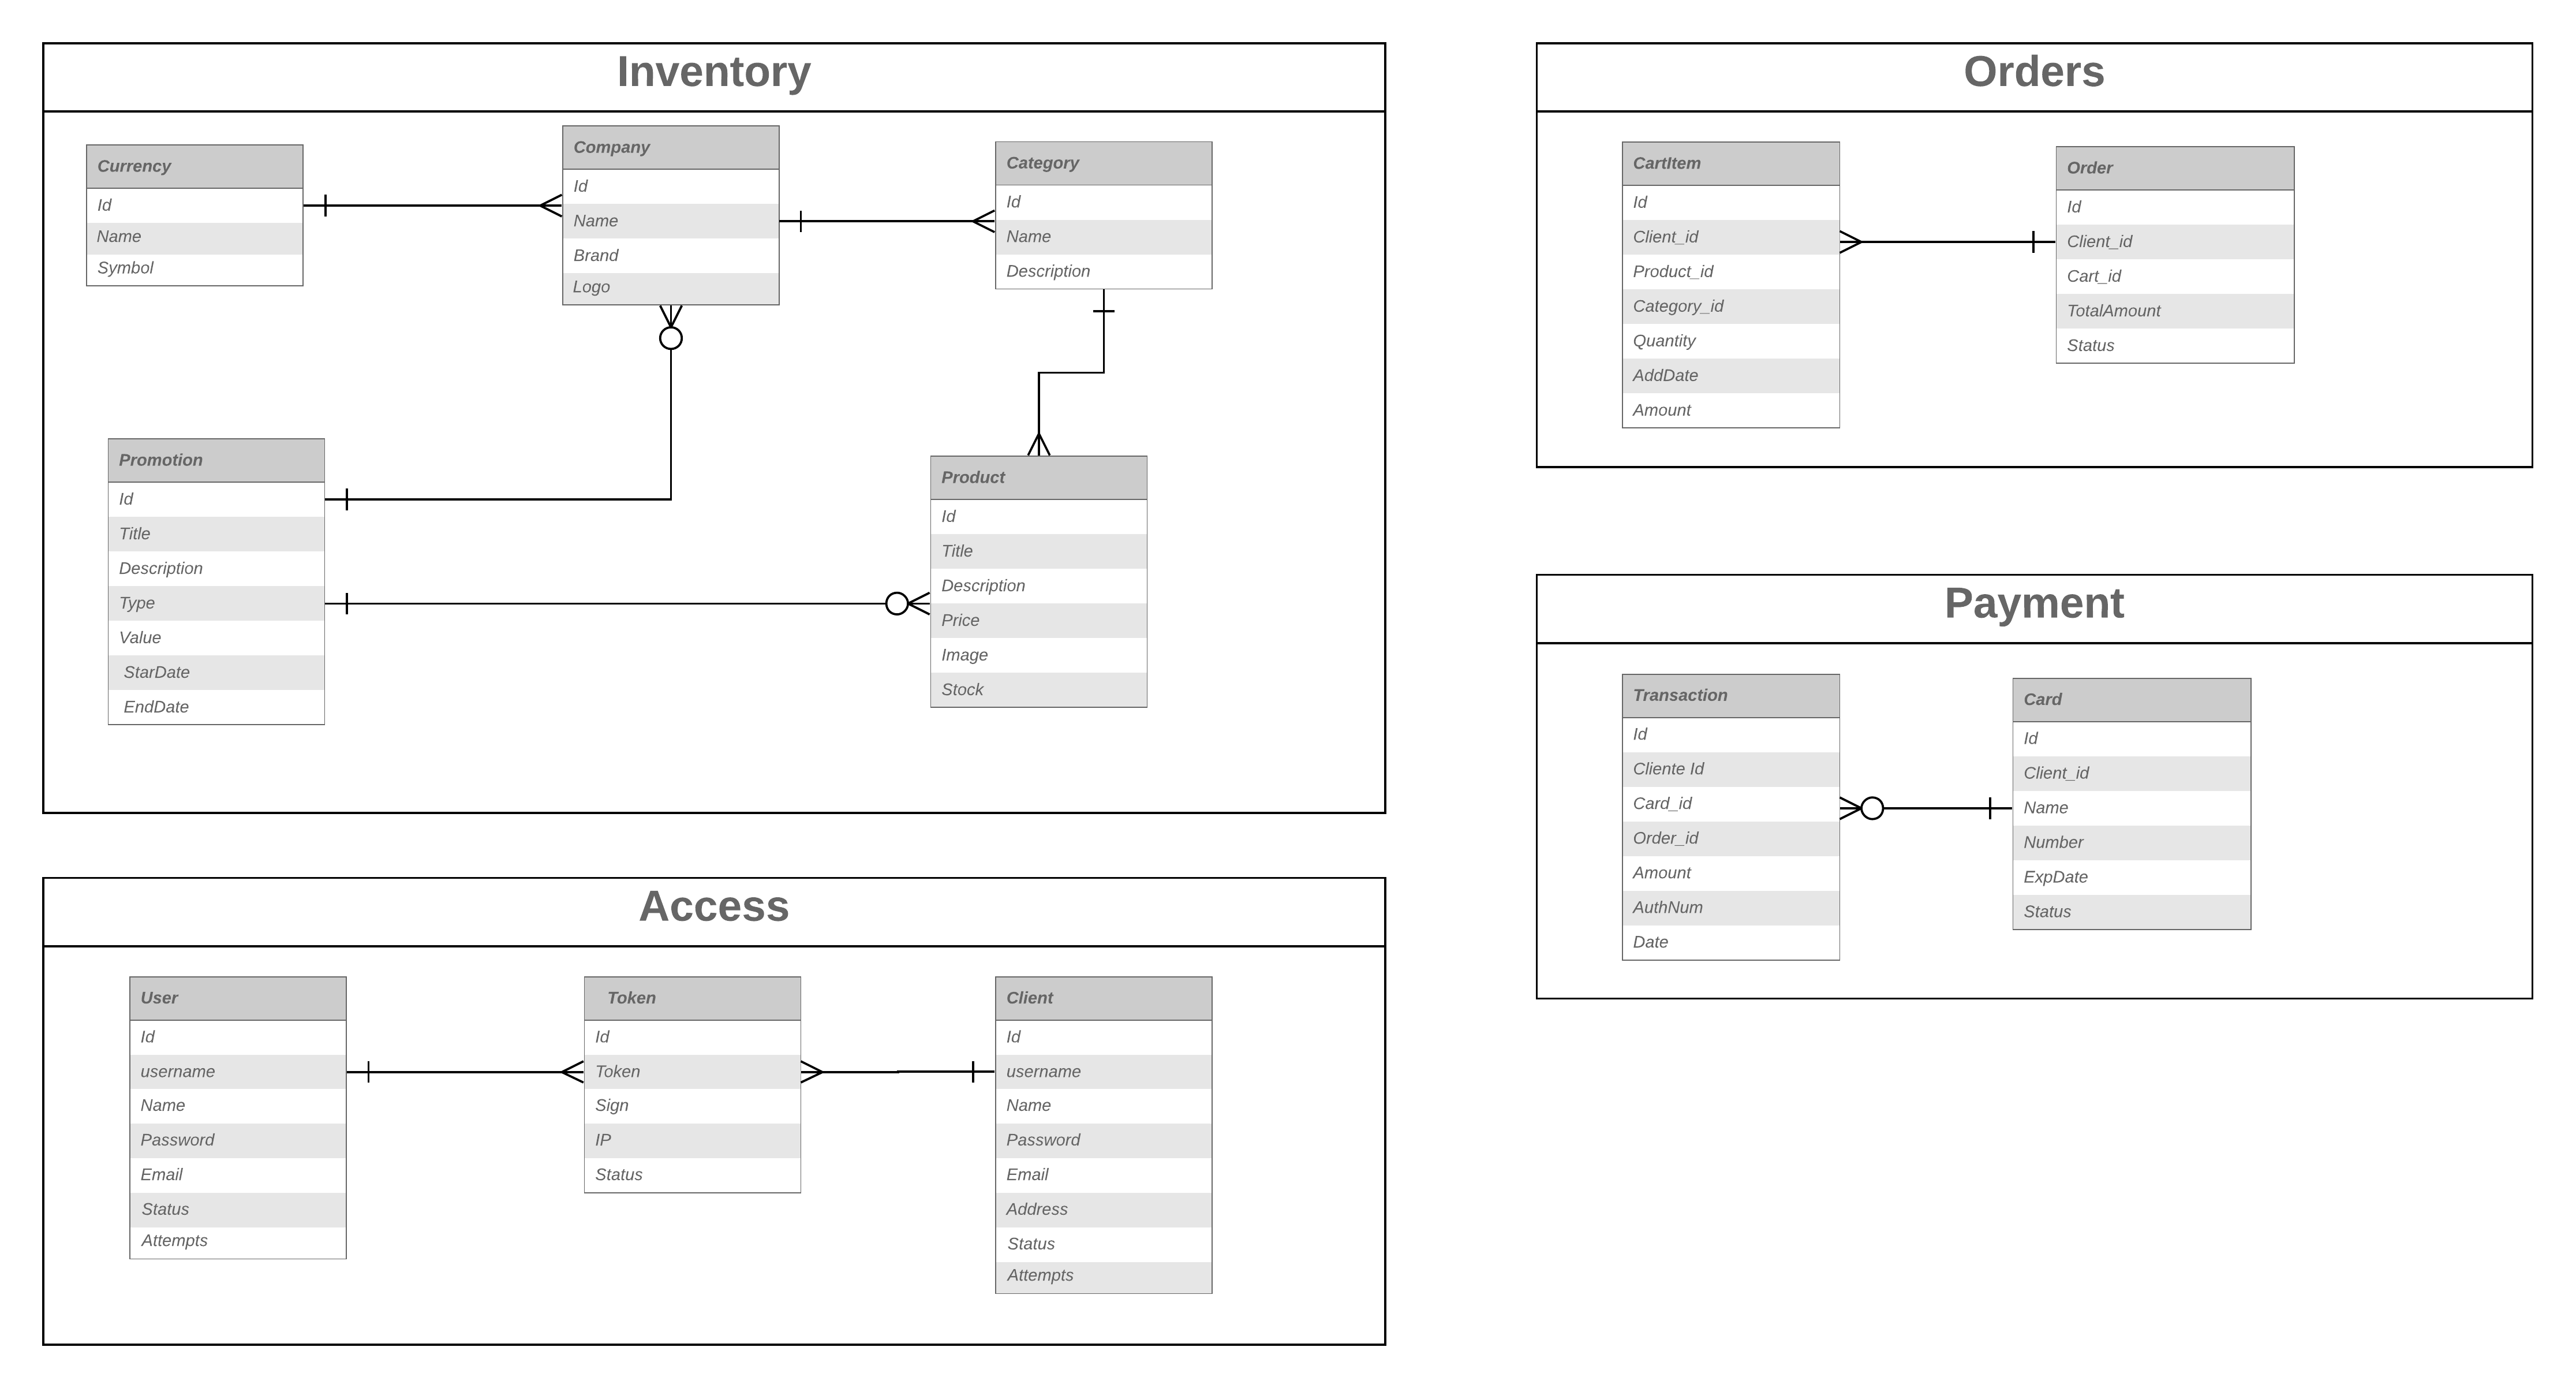 Inventory
Currency
Id
Name
Symbol
Company
Id
Name
Brand
Logo
Category
Id
Name
Description
Promotion
Id
Title
Description
Type
Value
StarDate
EndDate
Product
Id
Title
Description
Price
Image
Stock
Orders
CartItem
Id
Client_id
Product_id
Category_id
Quantity
AddDate
Amount
Order
Id
Client_id
Cart_id
TotalAmount
Status
Payment
Transaction
Id
Cliente Id
Card_id
Order_id
Amount
AuthNum
Date
Card
Id
Client_id
Name
Number
ExpDate
Status
Access
User
Id
username
Name
Password
Email
Status
Attempts
Token
Id
Token
Sign
IP
Status
Client
Id
username
Name
Password
Email
Address
Status
Attempts